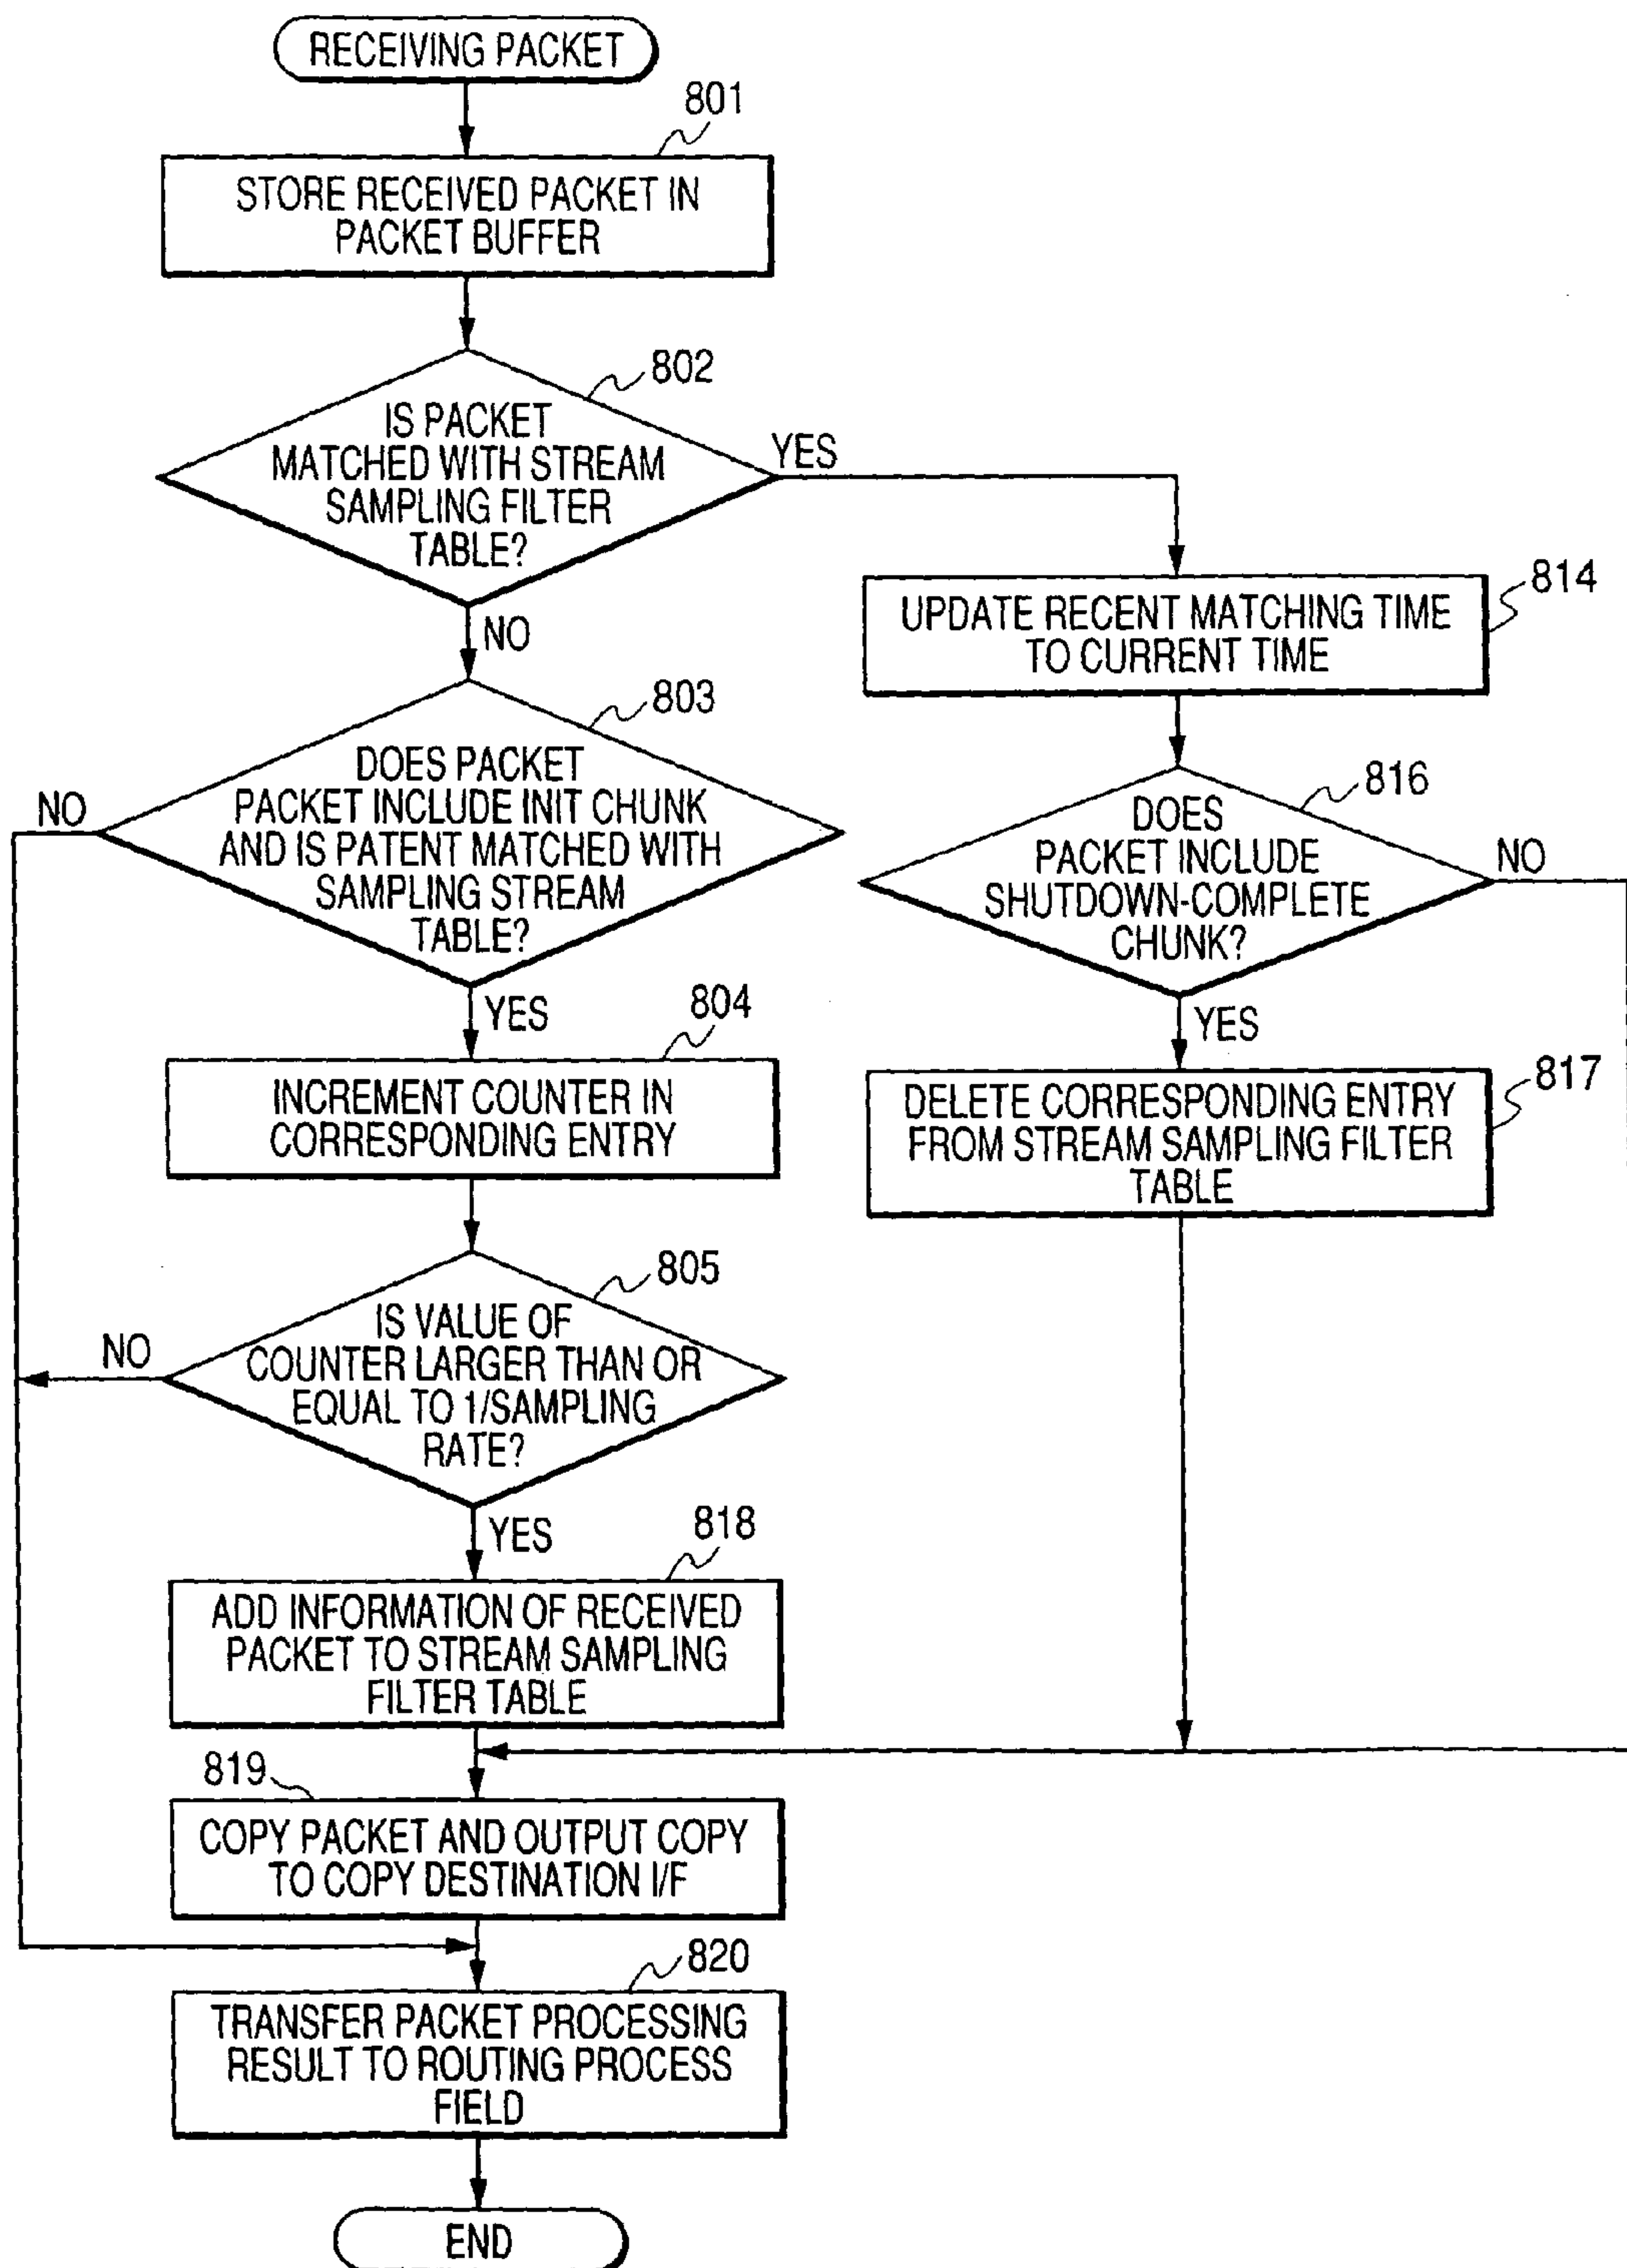 RECEIVING PACKET
801
STORE RECEIVED PACKET IN
PACKET BUFFER
802
IS PACKET
MATCHED WITH STREAM
SAMPLING FILTER
TABLE?
YES
NO
814
UPDATE RECENT MATCHING TIME
TO CURRENT TIME
803
DOES PACKET
PACKET INCLUDE INIT CHUNK
AND IS PATENT MATCHED WITH
SAMPLING STREAM
TABLE?
NO
YES
816
DOES
PACKET INCLUDE
SHUTDOWN-COMPLETE
CHUNK?
NO
YES
804
INCREMENT COUNTER IN
CORRESPONDING ENTRY
817
DELETE CORRESPONDING ENTRY
FROM STREAM SAMPLING FILTER
TABLE
805
IS VALUE OF
COUNTER LARGER THAN OR
EQUAL TO 1/SAMPLING
RATE?
NO
YES
818
ADD INFORMATION OF RECEIVED
PACKET TO STREAM SAMPLING
FILTER TABLE
819
COPY PACKET AND OUTPUT COPY
TO COPY DESTINATION I/F
820
TRANSFER PACKET PROCESSING
RESULT TO ROUTING PROCESS
FIELD
END